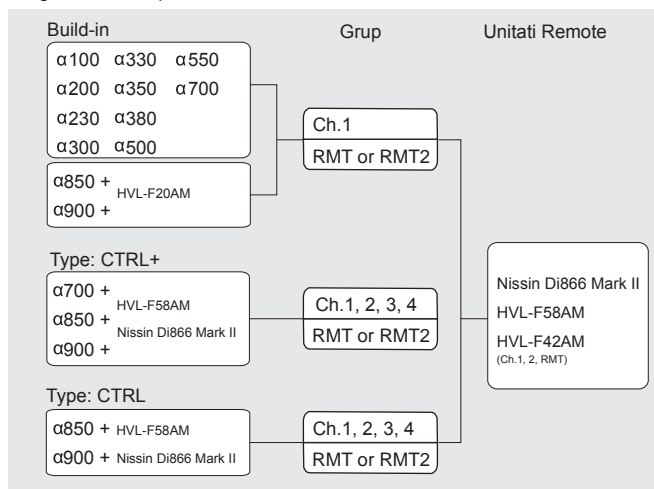 Build-in Grup Unitati Remote
α100 α330 α550
α200 α350 α700
α230 α380
α300 α500
α850 + HVL-F20AM
α900 +
Ch.1
RMT or RMT2
Type: CTRL+
α700 + HVL-F58AM
α850 + Nissin Di866 Mark II
α900 +
Ch.1, 2, 3, 4
RMT or RMT2
Nissin Di866 Mark II
HVL-F58AM
HVL-F42AM
(Ch.1, 2, RMT)
Type: CTRL
α850 + HVL-F58AM
α900 + Nissin Di866 Mark II
Ch.1, 2, 3, 4
RMT or RMT2